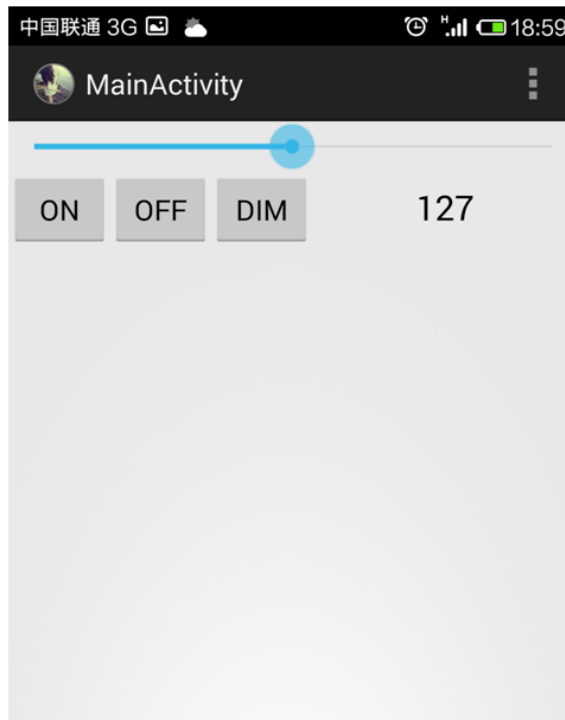 中国联通 3G H 18:59
MainActivity
ON OFF DIM 127